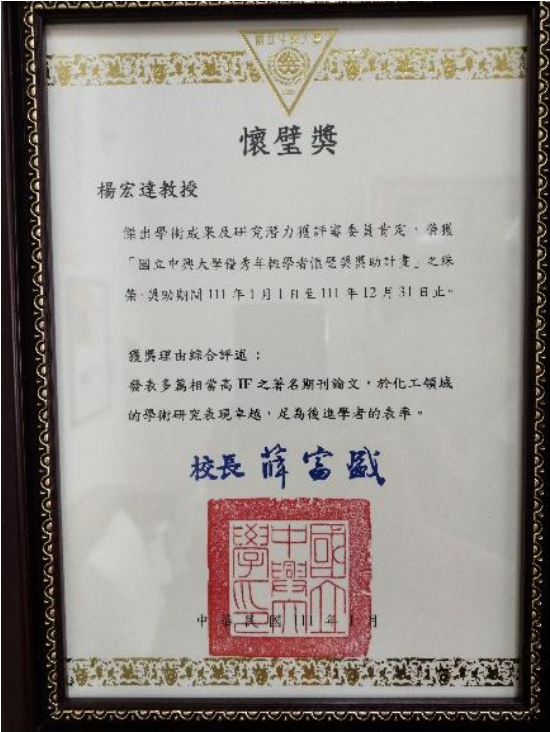 國立中興大學
懷璧獎
楊宏達教授
傑出學術成果及研究潛力獲評審委員肯定，榮獲
「國立中興大學優秀年輕學者懷璧獎獎助計畫」之殊
榮，獎助期間 111 年 1 月 1 日至 111 年 12 月 31 日止。
獲獎理由綜合評述：
發表多篇相當高 IF 之著名期刊論文，於化工領域
的學術研究表現卓越，足為後進學者的表率。
校長 薛富盛
國立中興大學印
中華民國 111 年 1 月